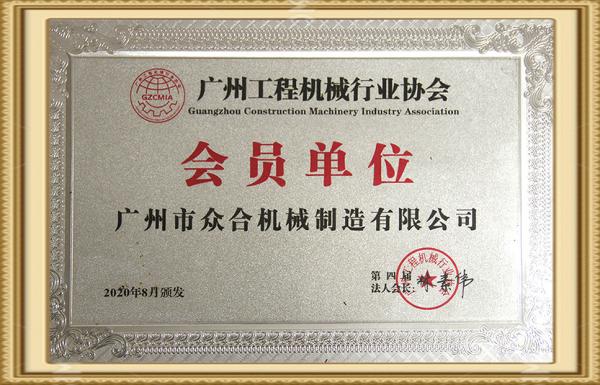 GZCMIA
广州工程机械行业协会
Guangzhou Construction Machinery Industry Association
会员单位
广州市众合机械制造有限公司
第四届
法人会长:
2020年8月颁发